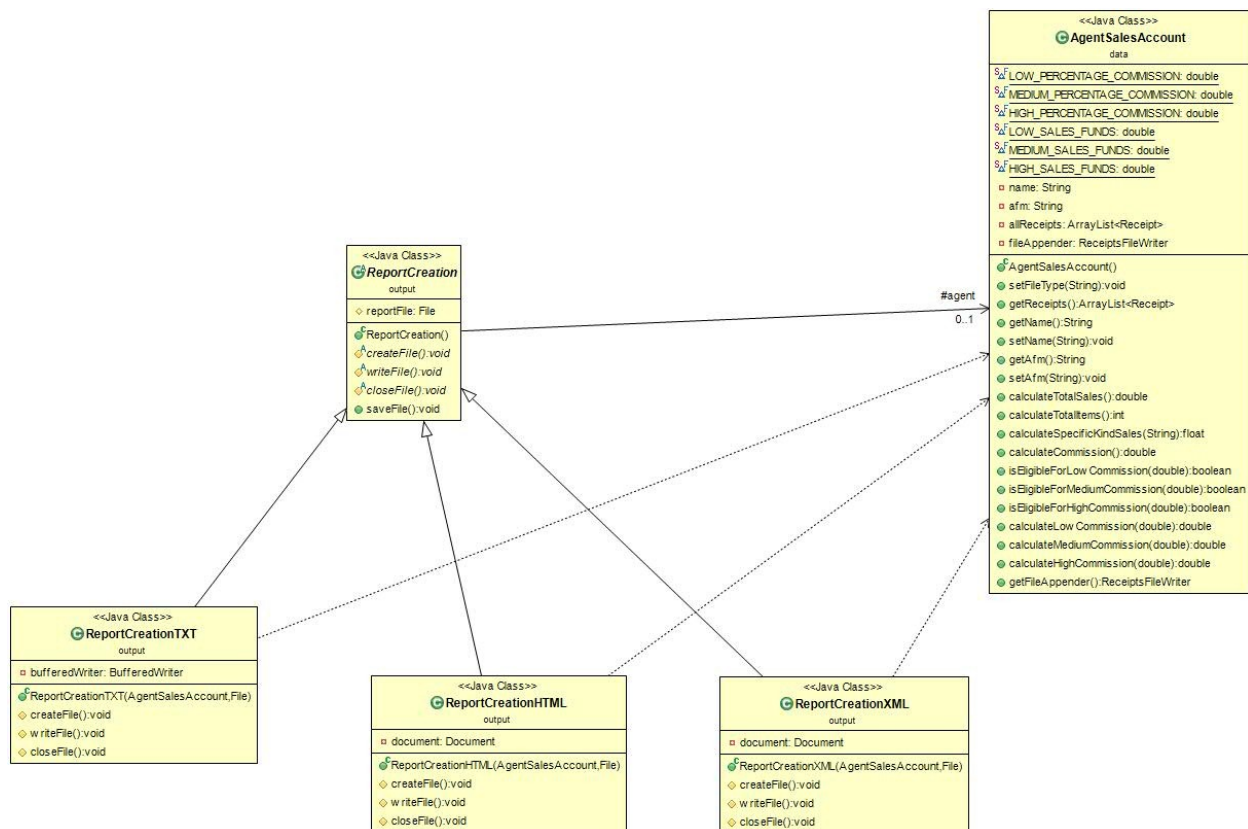 <<Java Class>>
AgentSalesAccount
data
LOW_PERCENTAGE_COMMISSION: double
MEDIUM_PERCENTAGE_COMMISSION: double
HIGH_PERCENTAGE_COMMISSION: double
LOW_SALES_FUNDS: double
MEDIUM_SALES_FUNDS: double
HIGH_SALES_FUNDS: double
name: String
afm: String
allReceipts: ArrayList<Receipt>
fileAppender: ReceiptsFileWriter
AgentSalesAccount()
setFileType(String):void
getReceipts():ArrayList<Receipt>
getName():String
setName(String):void
getAfm():String
setAfm(String):void
calculateTotalSales():double
calculateTotalItems():int
calculateSpecificKindSales(String):float
calculateCommission():double
isEligibleForLowCommission(double):boolean
isEligibleForMediumCommission(double):boolean
isEligibleForHighCommission(double):boolean
calculateLowCommission(double):double
calculateMediumCommission(double):double
calculateHighCommission(double):double
getFileAppender():ReceiptsFileWriter
<<Java Class>>
ReportCreation
output
reportFile: File
ReportCreation()
createFile():void
writeFile():void
closeFile():void
saveFile():void
#agent
0..1
<<Java Class>>
ReportCreationTXT
output
bufferedWriter: BufferedWriter
ReportCreationTXT(AgentSalesAccount,File)
createFile():void
writeFile():void
closeFile():void
<<Java Class>>
ReportCreationHTML
output
document: Document
ReportCreationHTML(AgentSalesAccount,File)
createFile():void
writeFile():void
closeFile():void
<<Java Class>>
ReportCreationXML
output
document: Document
ReportCreationXML(AgentSalesAccount,File)
createFile():void
writeFile():void
closeFile():void